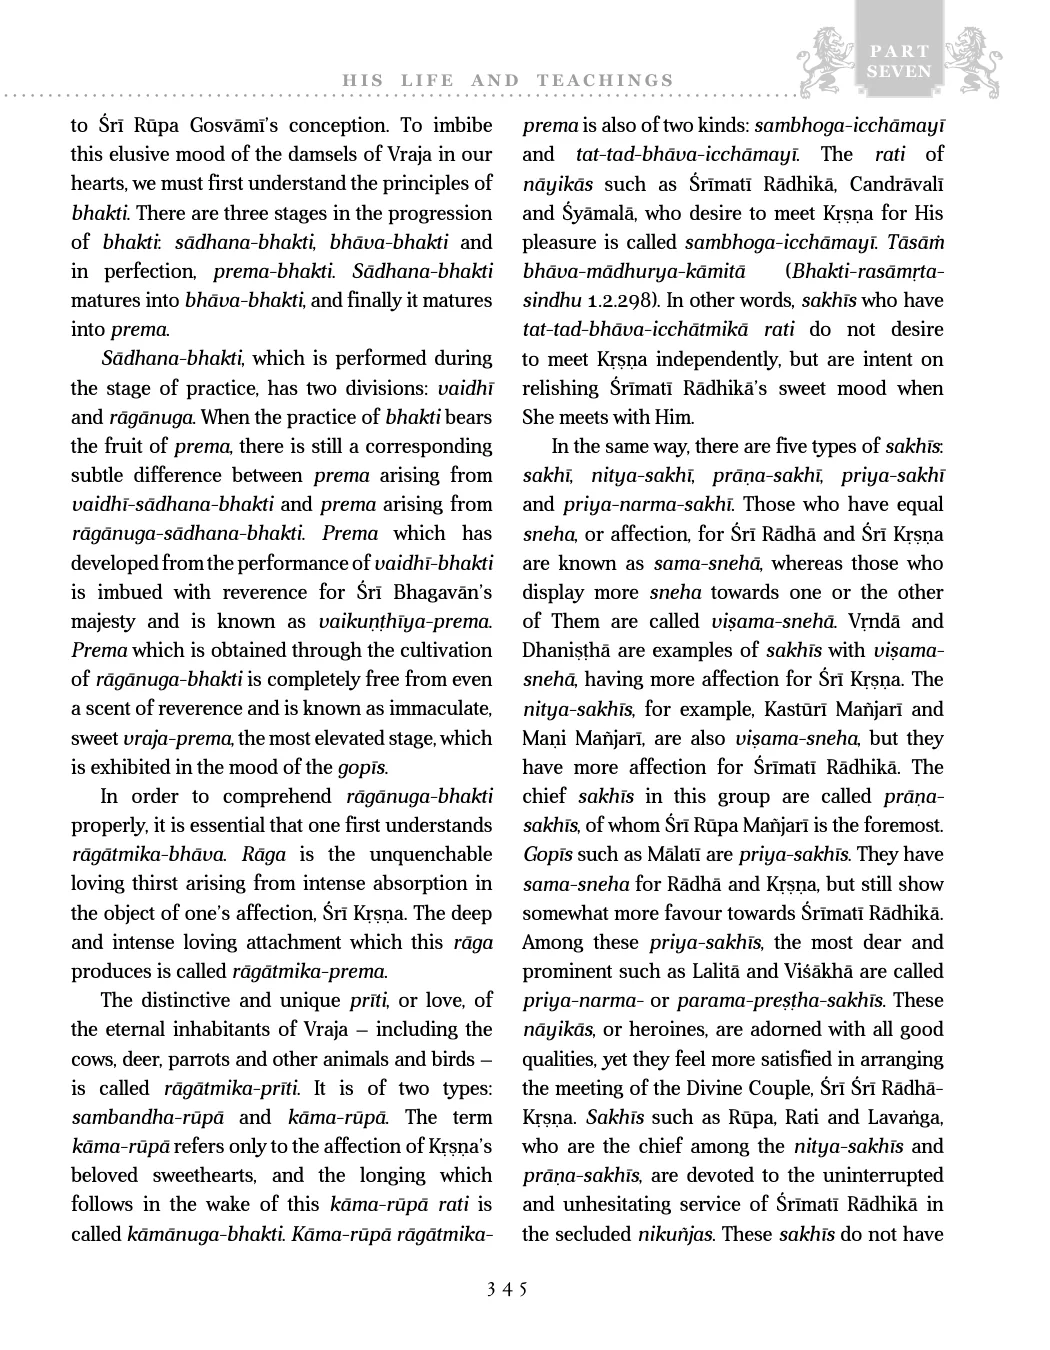 PART
SEVEN
HIS LIFE AND TEACHINGS
to Śrī Rūpa Gosvāmī’s conception. To imbibe
this elusive mood of the damsels of Vraja in our
hearts, we must first understand the principles of
bhakti. There are three stages in the progression
of bhakti: sādhana-bhakti, bhāva-bhakti and
in perfection, prema-bhakti. Sādhana-bhakti
matures into bhāva-bhakti, and finally it matures
into prema.
Sādhana-bhakti, which is performed during
the stage of practice, has two divisions: vaidhī
and rāgānuga. When the practice of bhakti bears
the fruit of prema, there is still a corresponding
subtle difference between prema arising from
vaidhī-sādhana-bhakti and prema arising from
rāgānuga-sādhana-bhakti. Prema which has
developed from the performance of vaidhī-bhakti
is imbued with reverence for Śrī Bhagavān’s
majesty and is known as vaikuṇṭhīya-prema.
Prema which is obtained through the cultivation
of rāgānuga-bhakti is completely free from even
a scent of reverence and is known as immaculate,
sweet vraja-prema, the most elevated stage, which
is exhibited in the mood of the gopīs.
In order to comprehend rāgānuga-bhakti
properly, it is essential that one first understands
rāgātmika-bhāva. Rāga is the unquenchable
loving thirst arising from intense absorption in
the object of one’s affection, Śrī Kṛṣṇa. The deep
and intense loving attachment which this rāga
produces is called rāgātmika-prema.
The distinctive and unique prīti, or love, of
the eternal inhabitants of Vraja – including the
cows, deer, parrots and other animals and birds –
is called rāgātmika-prīti. It is of two types:
sambandha-rūpā and kāma-rūpā. The term
kāma-rūpā refers only to the affection of Kṛṣṇa’s
beloved sweethearts, and the longing which
follows in the wake of this kāma-rūpā rati is
called kāmānuga-bhakti. Kāma-rūpā rāgātmika-
prema is also of two kinds: sambhoga-icchāmayī
and tat-tad-bhāva-icchāmayī. The rati of
nāyikās such as Śrīmatī Rādhikā, Candrāvalī
and Śyāmalā, who desire to meet Kṛṣṇa for His
pleasure is called sambhoga-icchāmayī. Tāsāṁ
bhāva-mādhurya-kāmitā (Bhakti-rasāmṛta-
sindhu 1.2.298). In other words, sakhīs who have
tat-tad-bhāva-icchātmikā rati do not desire
to meet Kṛṣṇa independently, but are intent on
relishing Śrīmatī Rādhikā’s sweet mood when
She meets with Him.
In the same way, there are five types of sakhīs:
sakhī, nitya-sakhī, prāṇa-sakhī, priya-sakhī
and priya-narma-sakhī. Those who have equal
sneha, or affection, for Śrī Rādhā and Śrī Kṛṣṇa
are known as sama-snehā, whereas those who
display more sneha towards one or the other
of Them are called viṣama-snehā. Vṛndā and
Dhaniṣṭhā are examples of sakhīs with viṣama-
snehā, having more affection for Śrī Kṛṣṇa. The
nitya-sakhīs, for example, Kastūrī Mañjarī and
Maṇi Mañjarī, are also viṣama-sneha, but they
have more affection for Śrīmatī Rādhikā. The
chief sakhīs in this group are called prāṇa-
sakhīs, of whom Śrī Rūpa Mañjarī is the foremost.
Gopīs such as Mālatī are priya-sakhīs. They have
sama-sneha for Rādhā and Kṛṣṇa, but still show
somewhat more favour towards Śrīmatī Rādhikā.
Among these priya-sakhīs, the most dear and
prominent such as Lalitā and Viśākhā are called
priya-narma- or parama-preṣṭha-sakhīs. These
nāyikās, or heroines, are adorned with all good
qualities, yet they feel more satisfied in arranging
the meeting of the Divine Couple, Śrī Śrī Rādhā-
Kṛṣṇa. Sakhīs such as Rūpa, Rati and Lavaṅga,
who are the chief among the nitya-sakhīs and
prāṇa-sakhīs, are devoted to the uninterrupted
and unhesitating service of Śrīmatī Rādhikā in
the secluded nikuñjas. These sakhīs do not have
345